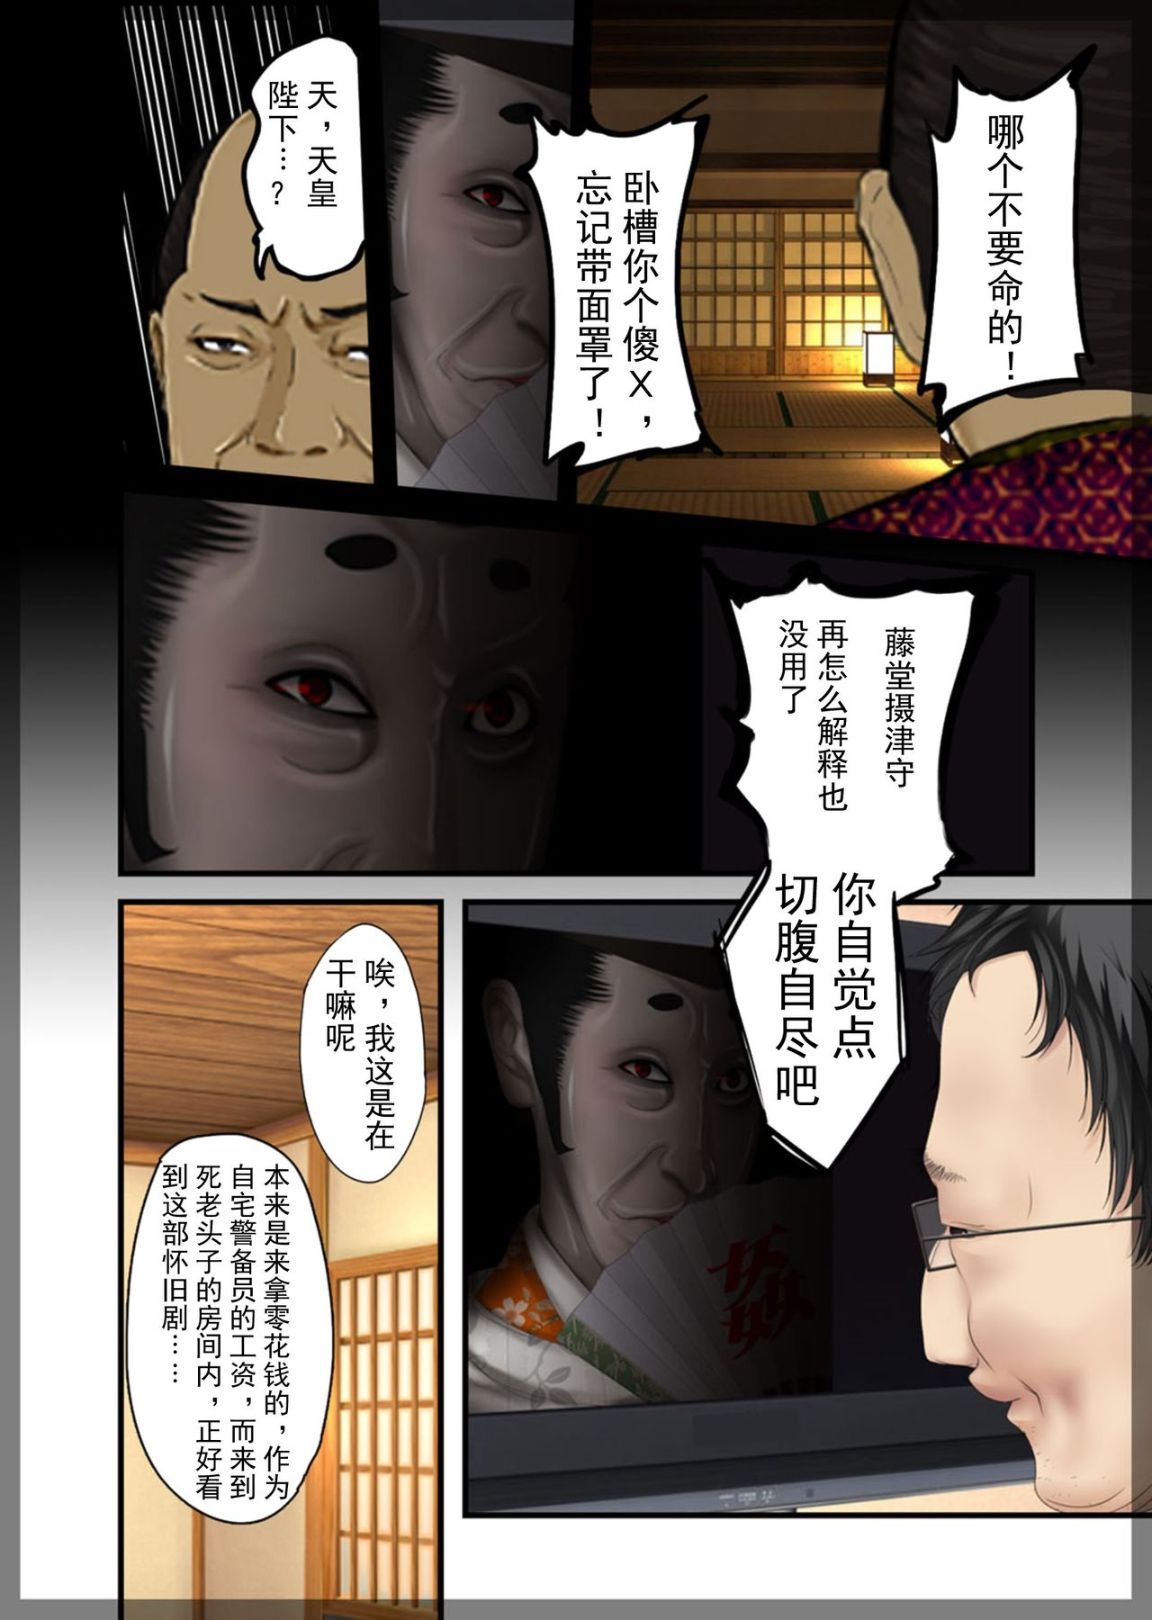 哪个不要命的！
卧槽你个傻X，
忘记带面罩了！
天，天皇
陛下…？
藤堂摄津守
再怎么解释也
没用了
你自觉点
切腹自尽吧
唉，我这是在
干嘛呢
本来是来拿零花钱的，作为
自宅警备员的工资，而来到
死老头子的房间内，正好看
到这部怀旧剧……